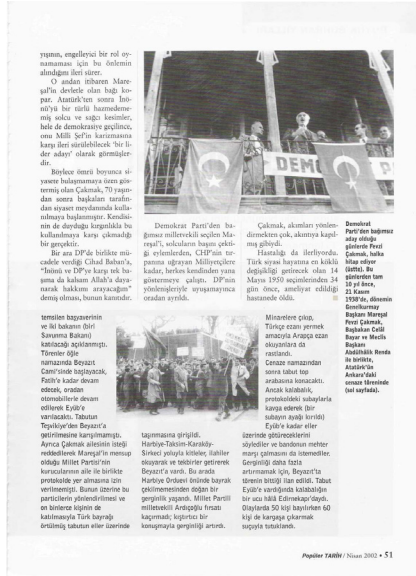 yışının, engelleyici bir rol oy-
namaması için bu önlemin
alındığını ileri sürer.
O andan itibaren Mare-
şal'in devletle olan bağı ko-
par. Atatürk'ten sonra İnö-
nü'yü bir türlü hazmedeme-
miş solcu ve sağcı kesimler,
hele de demokrasiye geçilince,
onu Milli Şef'in karizmasına
karşı ileri sürülebilecek 'bir li-
der adayı' olarak görmüşler-
dir.
Böylece ömrü boyunca si-
yasete bulaşmamaya özen gös-
termiş olan Çakmak, 70 yaşın-
dan sonra başkaları tarafın-
dan siyaset meydanında kulla-
nılmaya başlanmıştır. Kendisi-
nin de duyduğu kırgınlıkla bu
kullanılmaya karşı çıkmadığı
bir gerçektir.
Bir ara DP'de birlikte mü-
cadele verdiği Cihad Baban'a,
"İnönü ve DP'ye karşı tek ba-
şıma da kalsam Allah'a daya-
narak hakkımı arayacağım"
demiş olması, bunun kanıtıdır.
DEMO
P
Demokrat Parti'den ba-
ğımsız milletvekili seçilen Ma-
reşal'i, solcuların başını çekti-
ği eylemlerden, CHP'nin tır-
panına uğrayan Milliyetçilere
kadar, herkes kendinden yana
göstermeye çalıştı. DP'nin
yönlenişleriyle uyuşamayınca
oradan ayrıldı.
Çakmak, akımları yönlen-
dirmekten çok, akıntıya kapıl-
mış gibiydi.
Hastalığı da ilerliyordu.
Türk siyasi hayatına en köklü
değişikliği getirecek olan 14
Mayıs 1950 seçimlerinden 34
gün önce, ameliyat edildiği
hastanede öldü.
Demokrat
Parti'den bağımsız
aday olduğu
günlerde Fevzi
Çakmak, halka
hitap ediyor
(üstte). Bu
günlerden tam
10 yıl önce,
21 Kasım
1938'de, dönemin
Genelkurmay
Başkanı Mareşal
Fevzi Çakmak,
Başbakan Celâl
Bayar ve Meclis
Başkanı
Abdülhâlik Renda
ile birlikte,
Atatürk'ün
Ankara'daki
cenaze töreninde
(sol sayfada).
temsilen başyaverinin
ve iki bakanın (biri
Savunma Bakanı)
katılacağı açıklanmıştı.
Törenler öğle
namazında Beyazıt
Cami'sinde başlayacak,
Fatih'e kadar devam
edecek, oradan
otomobillerle devam
edilerek Eyüb'e
varılacaktı. Tabutun
Teşvikiye'den Beyazıt'a
getirilmesine karışılmamıştı.
Ayrıca Çakmak ailesinin isteği
reddedilerek Mareşal'in mensup
olduğu Millet Partisi'nin
kurucularının aile ile birlikte
protokolde yer almasına izin
verilmemişti. Bunun üzerine bu
particilerin yönlendirilmesi ve
on binlerce kişinin de
katılmasıyla Türk bayrağı
örtülmüş tabutun eller üzerinde
taşınmasına girişildi.
Harbiye-Taksim-Karaköy-
Sirkeci yoluyla kitleler, ilahiler
okuyarak ve tekbirler getirerek
Beyazıt'a vardı. Bu arada
Harbiye Orduevi önünde bayrak
çekilmemesinden doğan bir
gerginlik yaşandı. Millet Partili
milletvekili Ardıçoğlu fırsatı
kaçırmadı; kışkırtıcı bir
konuşmayla gerginliği artırdı.
Minarelere çıkıp,
Türkçe ezanı yermek
amacıyla Arapça ezan
okuyanlara da
rastlandı.
Cenaze namazından
sonra tabut top
arabasına konacaktı.
Ancak kalabalık,
protokoldeki subaylarla
kavga ederek (bir
subayın ayağı kırıldı)
Eyüb'e kadar eller
üzerinde götüreceklerini
söylediler ve bandonun mehter
marşı çalmasını da istemediler.
Gerginliği daha fazla
artırmamak için, Beyazıt'ta
törenin bittiği ilan edildi. Tabut
Eyüb'e vardığında kalabalığın
bir ucu hâlâ Edirnekapı'daydı.
Olaylarda 50 kişi bayılırken 60
kişi de kargaşa çıkarmak
suçuyla tutuklandı.
Popüler TARİH / Nisan 2002 • 51